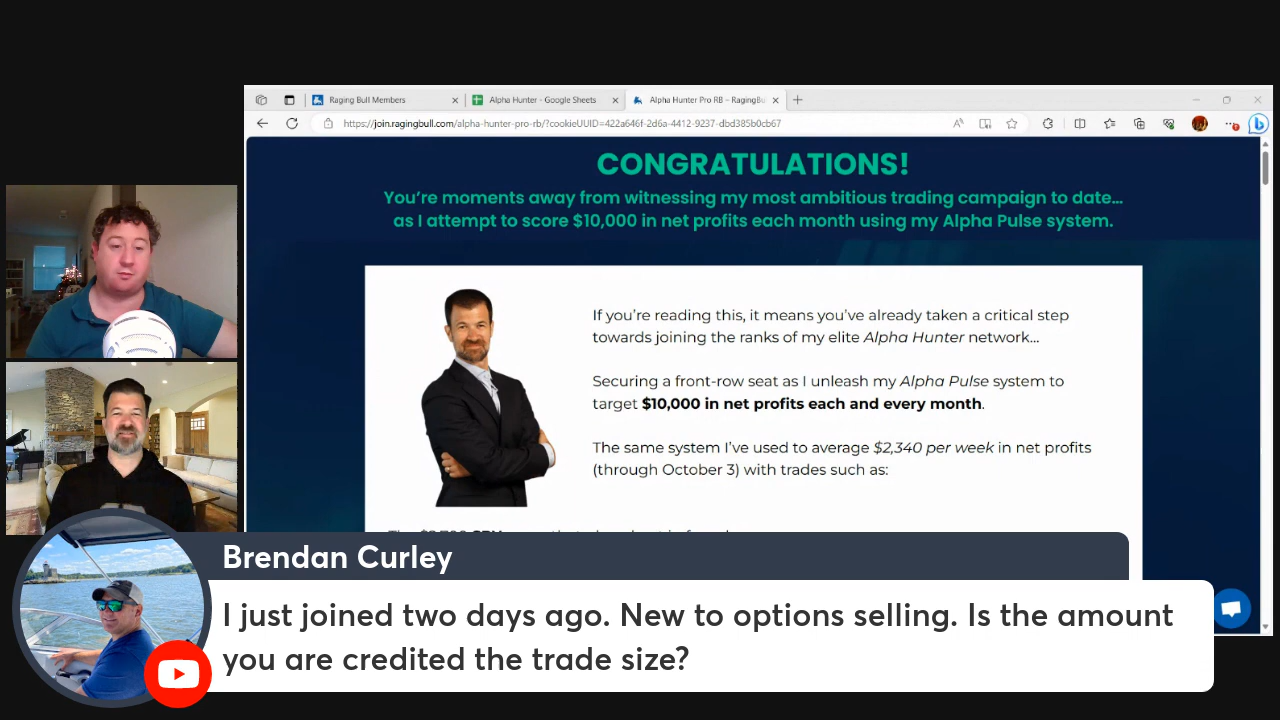 Raging Bull Members
Alpha Hunter - Google Sheets
Alpha Hunter Pro RB – RagingBu
https://join.ragingbull.com/alpha-hunter-pro-rb/?cookieUUID=422a646f-2d6a-4412-9237-dbd385b0cb67
CONGRATULATIONS!
You’re moments away from witnessing my most ambitious trading campaign to date...
as I attempt to score $10,000 in net profits each month using my Alpha Pulse system.
If you’re reading this, it means you’ve already taken a critical step
towards joining the ranks of my elite Alpha Hunter network...
Securing a front-row seat as I unleash my Alpha Pulse system to
target $10,000 in net profits each and every month.
The same system I’ve used to average $2,340 per week in net profits
(through October 3) with trades such as:
Brendan Curley
I just joined two days ago. New to options selling. Is the amount
you are credited the trade size?